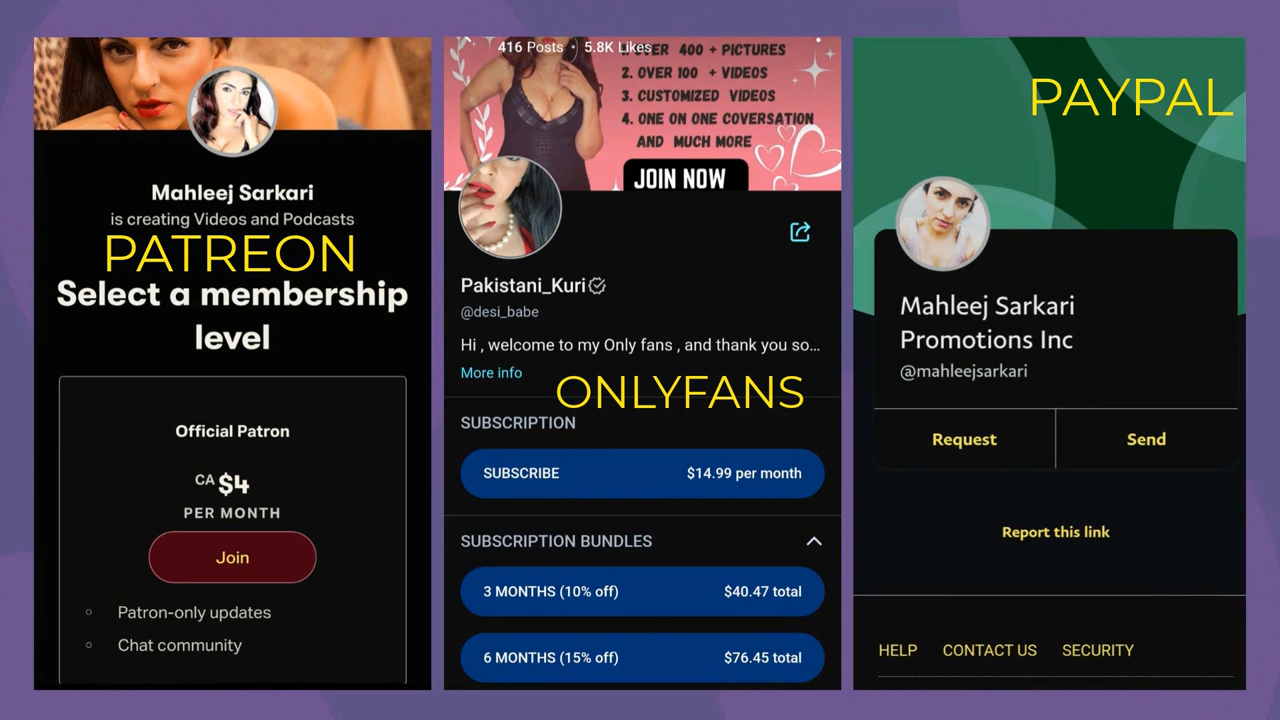 Mahleej Sarkari
is creating Videos and Podcasts
PATREON
Select a membership
level
Official Patron
CA $4
PER MONTH
Join
Patron-only updates
Chat community
416 Posts · 5.8K Likes
1. OVER 400 + PICTURES
2. OVER 100 + VIDEOS
3. CUSTOMIZED VIDEOS
4. ONE ON ONE COVERSATION
AND MUCH MORE
JOIN NOW
Pakistani_Kuri
@desi_babe
Hi , welcome to my Only fans , and thank you so...
More info
ONLYFANS
SUBSCRIPTION
SUBSCRIBE $14.99 per month
SUBSCRIPTION BUNDLES
3 MONTHS (10% off) $40.47 total
6 MONTHS (15% off) $76.45 total
PAYPAL
Mahleej Sarkari
Promotions Inc
@mahleejsarkari
Request Send
Report this link
HELP CONTACT US SECURITY